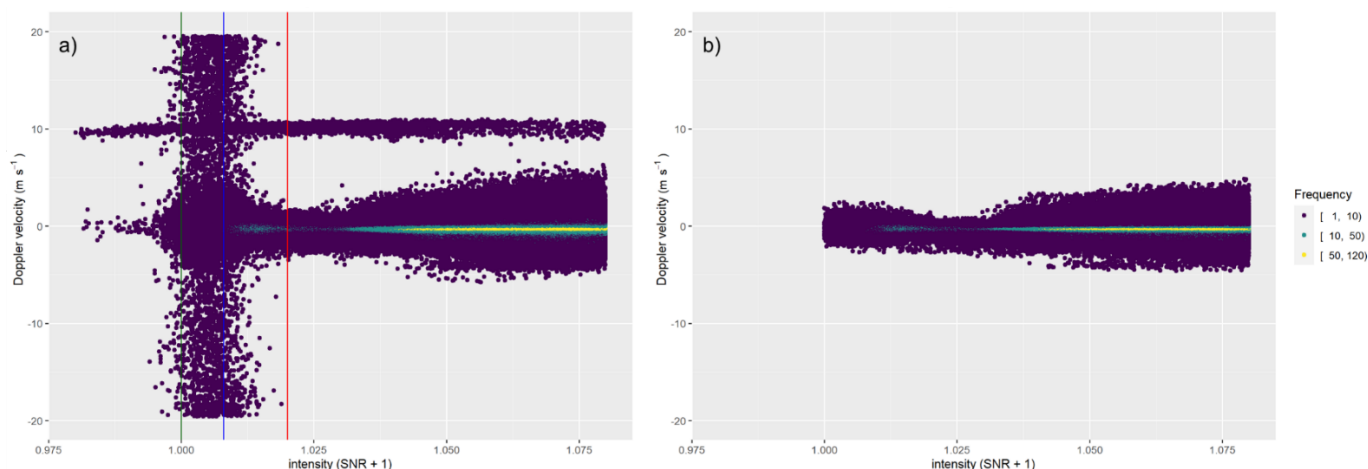 a)
20
10
0
-10
-20
Doppler velocity (m s⁻¹)
0.975
1.000
1.025
1.050
1.075
intensity (SNR + 1)
b)
20
10
0
-10
-20
Doppler velocity (m s⁻¹)
0.975
1.000
1.025
1.050
1.075
intensity (SNR + 1)
Frequency
[ 1, 10)
[ 10, 50)
[ 50, 120)